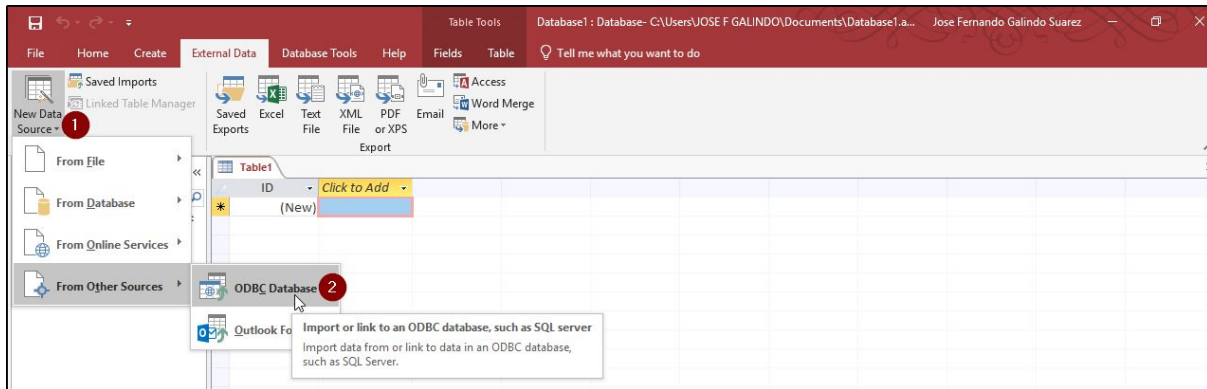 Table Tools
Database1 : Database- C:\Users\JOSE F GALINDO\Documents\Database1.a...
Jose Fernando Galindo Suarez
File Home Create External Data Database Tools Help Fields Table Tell me what you want to do
New Data Source
Saved Imports
Linked Table Manager
1
Saved Exports
Excel
Text File
XML File
PDF or XPS
Email
Access
Word Merge
More
Export
From File
From Database
From Online Services
From Other Sources
Table1
ID Click to Add
(New)
ODBC Database 2
Outlook Fo
Import or link to an ODBC database, such as SQL server
Import data from or link to data in an ODBC database,
such as SQL Server.